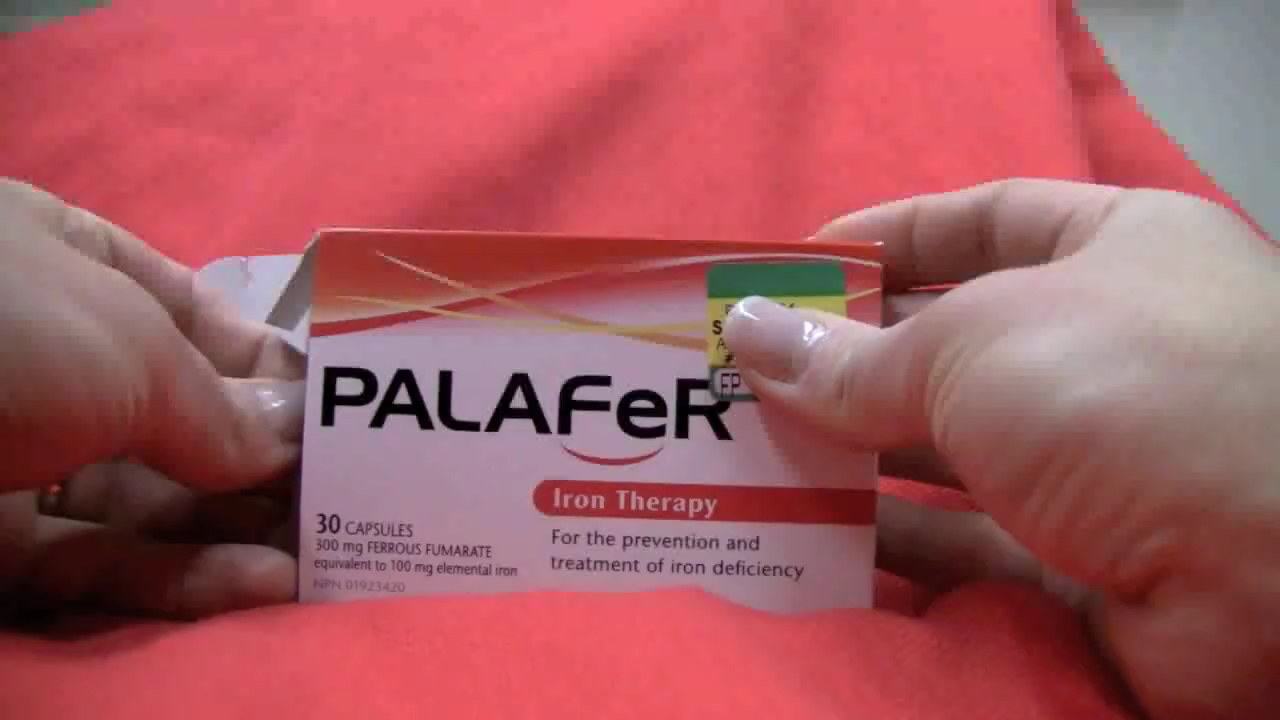 PALAFeR
Iron Therapy
30 CAPSULES
300 mg FERROUS FUMARATE
equivalent to 100 mg elemental iron
NPN 01923420
For the prevention and
treatment of iron deficiency
FP